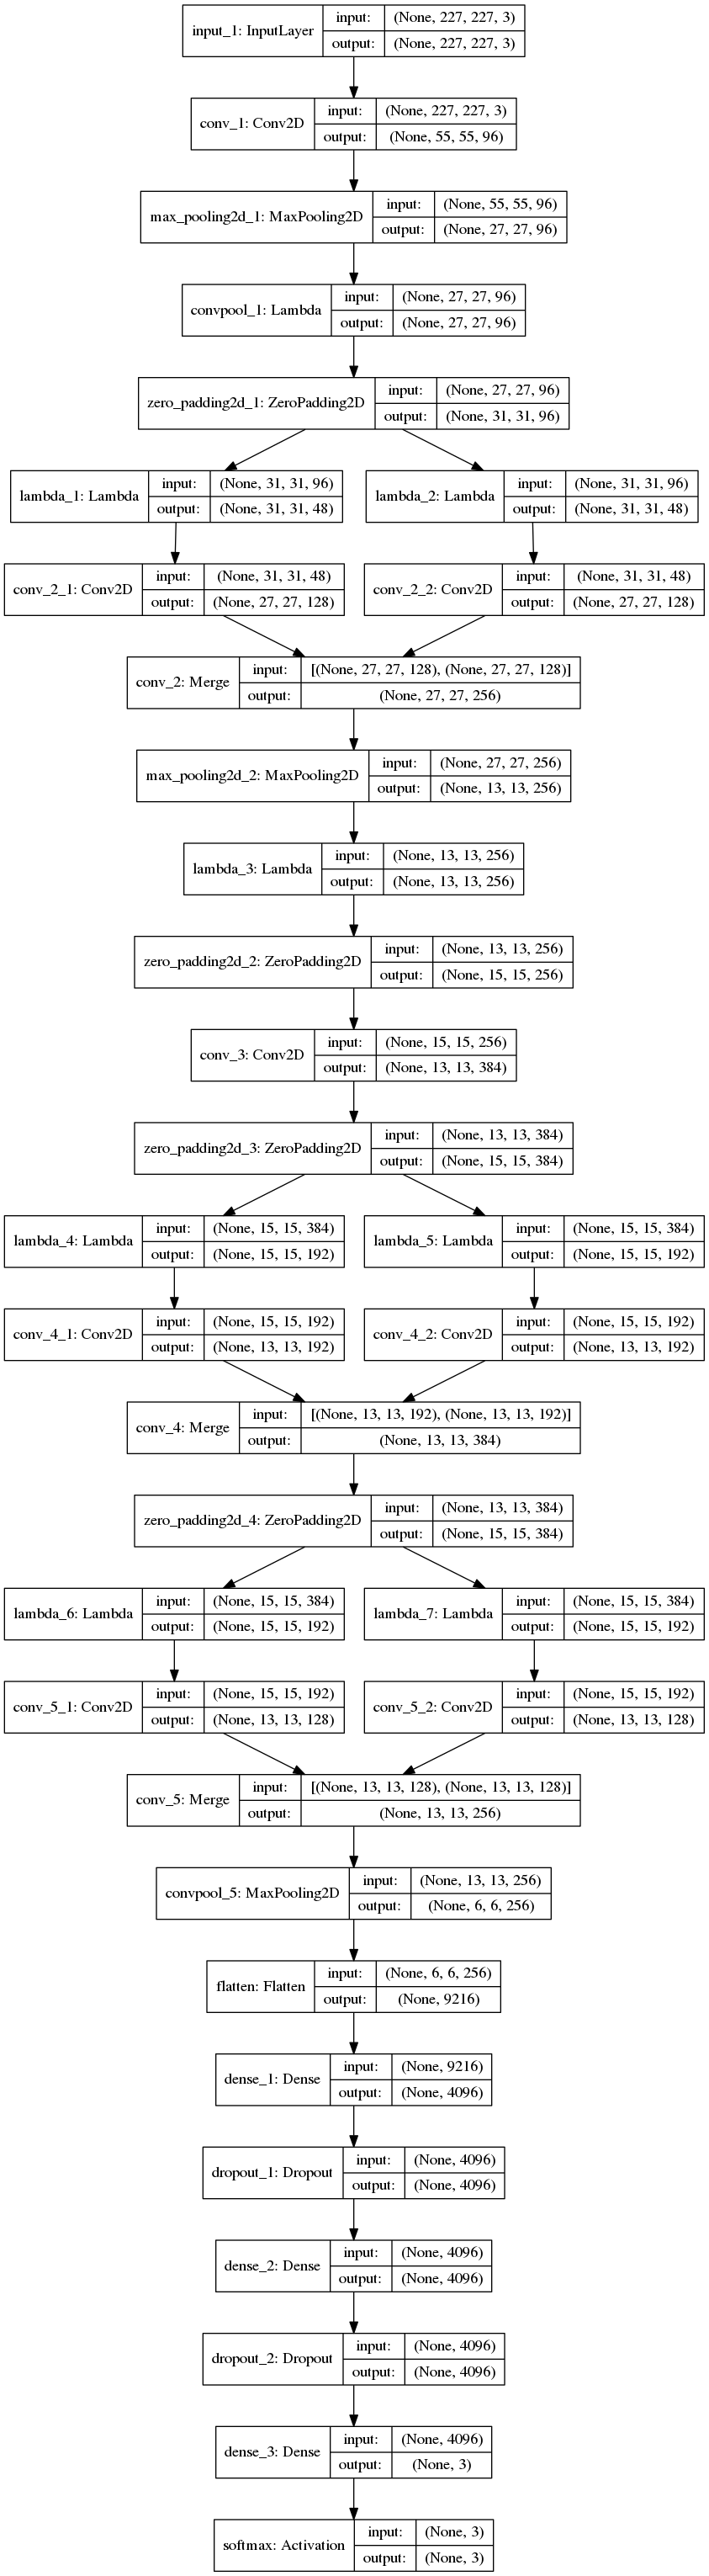 input_1: InputLayer
input: (None, 227, 227, 3)
output: (None, 227, 227, 3)
conv_1: Conv2D
input: (None, 227, 227, 3)
output: (None, 55, 55, 96)
max_pooling2d_1: MaxPooling2D
input: (None, 55, 55, 96)
output: (None, 27, 27, 96)
convpool_1: Lambda
input: (None, 27, 27, 96)
output: (None, 27, 27, 96)
zero_padding2d_1: ZeroPadding2D
input: (None, 27, 27, 96)
output: (None, 31, 31, 96)
lambda_1: Lambda
input: (None, 31, 31, 96)
output: (None, 31, 31, 48)
lambda_2: Lambda
input: (None, 31, 31, 96)
output: (None, 31, 31, 48)
conv_2_1: Conv2D
input: (None, 31, 31, 48)
output: (None, 27, 27, 128)
conv_2_2: Conv2D
input: (None, 31, 31, 48)
output: (None, 27, 27, 128)
conv_2: Merge
input: [(None, 27, 27, 128), (None, 27, 27, 128)]
output: (None, 27, 27, 256)
max_pooling2d_2: MaxPooling2D
input: (None, 27, 27, 256)
output: (None, 13, 13, 256)
lambda_3: Lambda
input: (None, 13, 13, 256)
output: (None, 13, 13, 256)
zero_padding2d_2: ZeroPadding2D
input: (None, 13, 13, 256)
output: (None, 15, 15, 256)
conv_3: Conv2D
input: (None, 15, 15, 256)
output: (None, 13, 13, 384)
zero_padding2d_3: ZeroPadding2D
input: (None, 13, 13, 384)
output: (None, 15, 15, 384)
lambda_4: Lambda
input: (None, 15, 15, 384)
output: (None, 15, 15, 192)
lambda_5: Lambda
input: (None, 15, 15, 384)
output: (None, 15, 15, 192)
conv_4_1: Conv2D
input: (None, 15, 15, 192)
output: (None, 13, 13, 192)
conv_4_2: Conv2D
input: (None, 15, 15, 192)
output: (None, 13, 13, 192)
conv_4: Merge
input: [(None, 13, 13, 192), (None, 13, 13, 192)]
output: (None, 13, 13, 384)
zero_padding2d_4: ZeroPadding2D
input: (None, 13, 13, 384)
output: (None, 15, 15, 384)
lambda_6: Lambda
input: (None, 15, 15, 384)
output: (None, 15, 15, 192)
lambda_7: Lambda
input: (None, 15, 15, 384)
output: (None, 15, 15, 192)
conv_5_1: Conv2D
input: (None, 15, 15, 192)
output: (None, 13, 13, 128)
conv_5_2: Conv2D
input: (None, 15, 15, 192)
output: (None, 13, 13, 128)
conv_5: Merge
input: [(None, 13, 13, 128), (None, 13, 13, 128)]
output: (None, 13, 13, 256)
convpool_5: MaxPooling2D
input: (None, 13, 13, 256)
output: (None, 6, 6, 256)
flatten: Flatten
input: (None, 6, 6, 256)
output: (None, 9216)
dense_1: Dense
input: (None, 9216)
output: (None, 4096)
dropout_1: Dropout
input: (None, 4096)
output: (None, 4096)
dense_2: Dense
input: (None, 4096)
output: (None, 4096)
dropout_2: Dropout
input: (None, 4096)
output: (None, 4096)
dense_3: Dense
input: (None, 4096)
output: (None, 3)
softmax: Activation
input: (None, 3)
output: (None, 3)